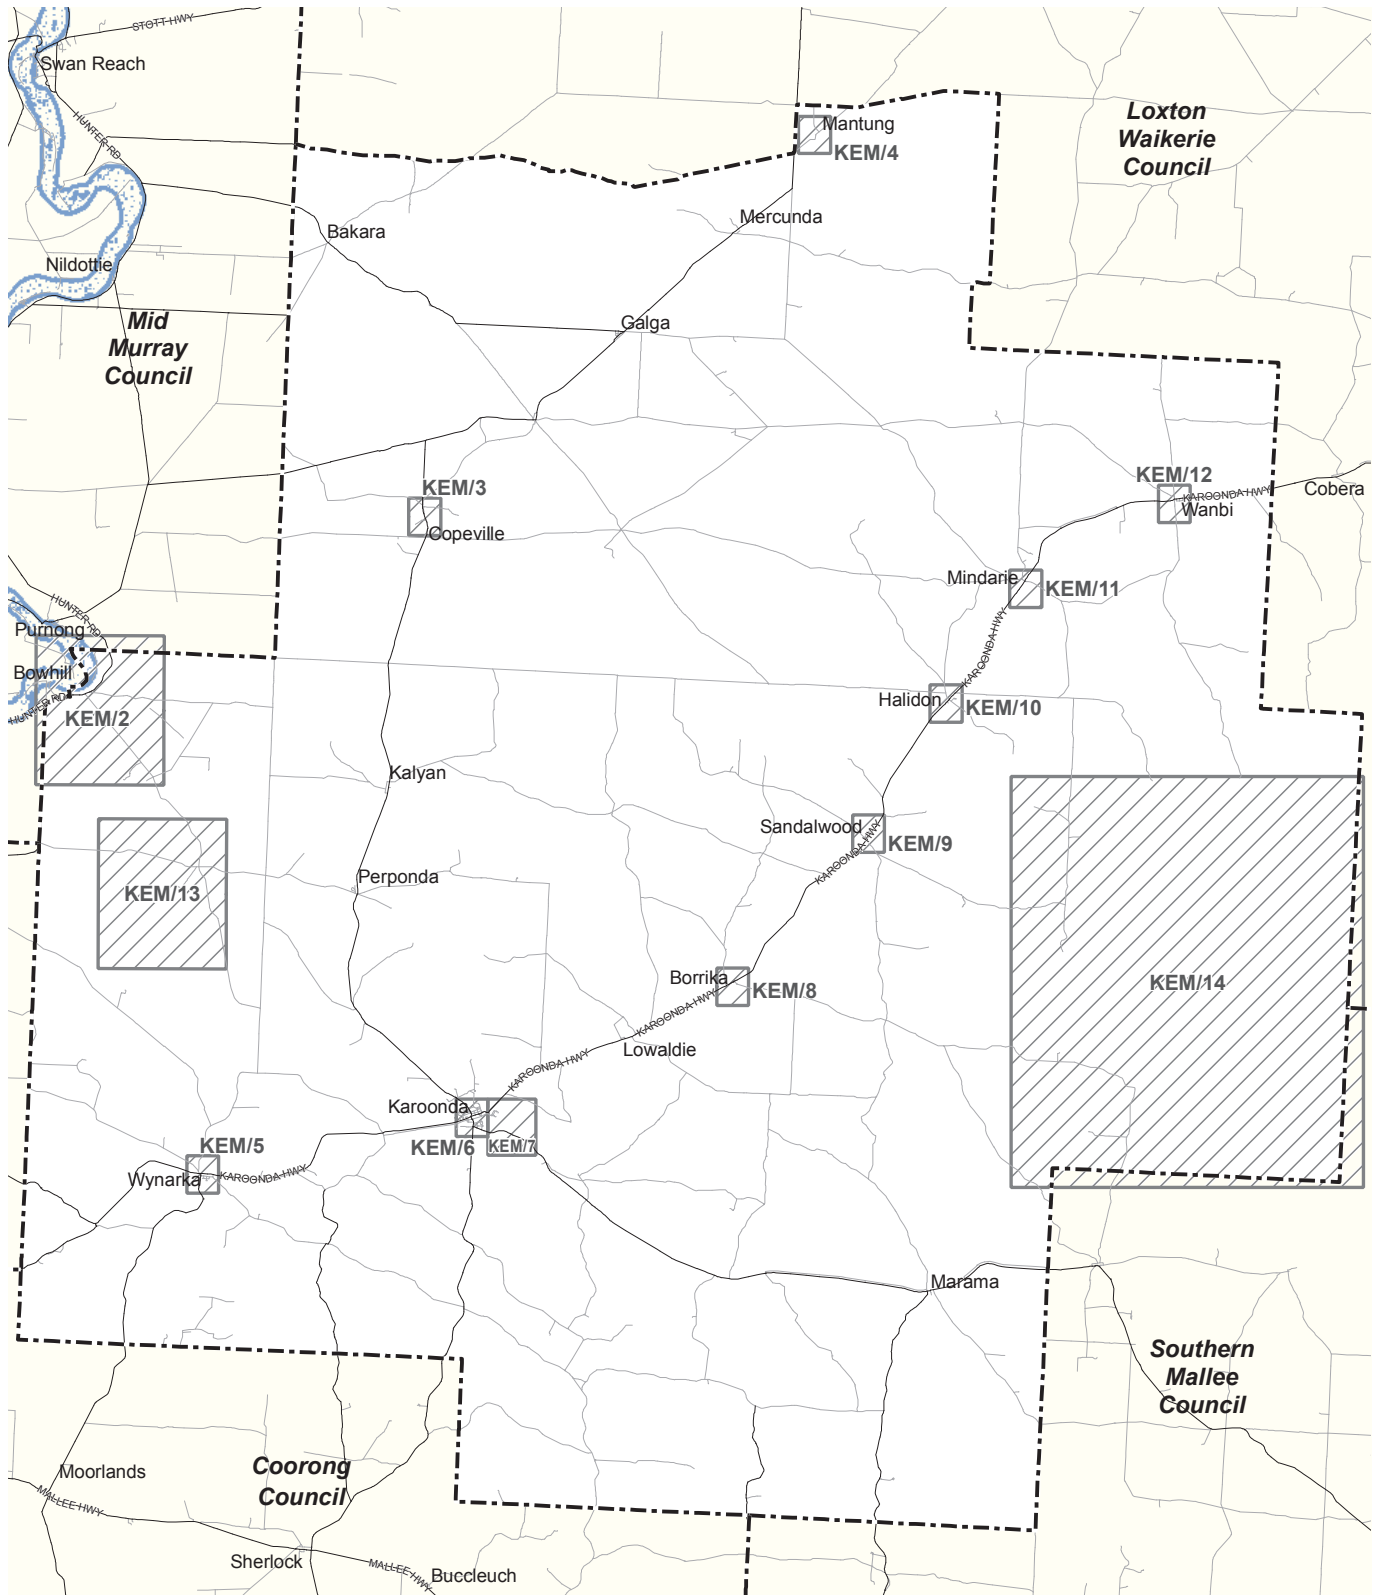 STOTT HWY
Swan Reach
HUNTER RD
Nildottie
Mid
Murray
Council
Mantung
KEM/4
Loxton
Waikerie
Council
Mercunda
Bakara
Galga
KEM/3
Copeville
KEM/12
KAROONDA HWY
Wanbi
Cobera
Mindarie
KEM/11
KAROONDA HWY
HUNTER RD
Purnong
Bowhill
HUNTER RD
KEM/2
Halidon
KEM/10
Kalyan
Sandalwood
KEM/9
KAROONDA HWY
KEM/13
Perponda
Borrika
KEM/8
KAROONDA HWY
KEM/14
Lowaldie
KAROONDA HWY
Karoonda
KEM/6
KEM/7
KEM/5
Wynarka
KAROONDA HWY
Marama
Southern
Mallee
Council
Coorong
Council
Moorlands
MALLEE HWY
Sherlock
MALLEE HWY
Buccleuch